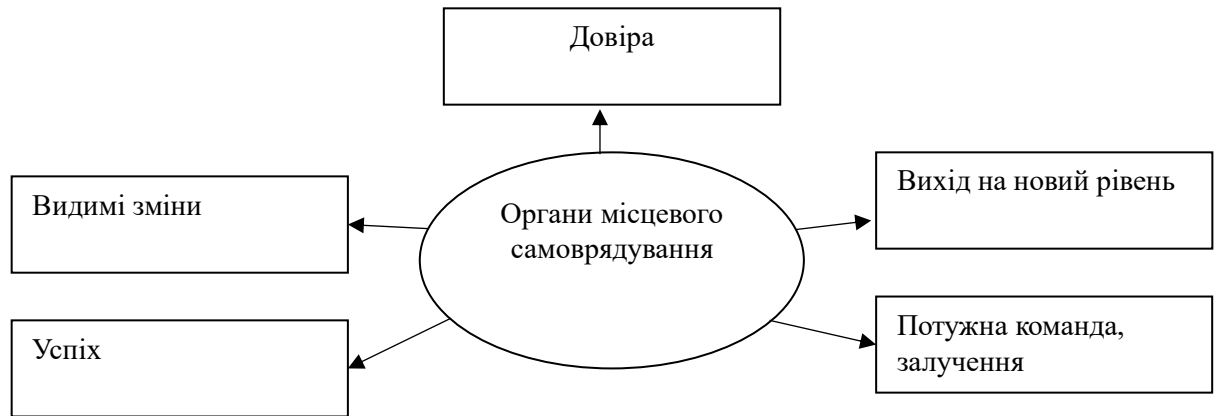 Довіра
Видимі зміни
Органи місцевого
самоврядування
Вихід на новий рівень
Успіх
Потужна команда,
залучення